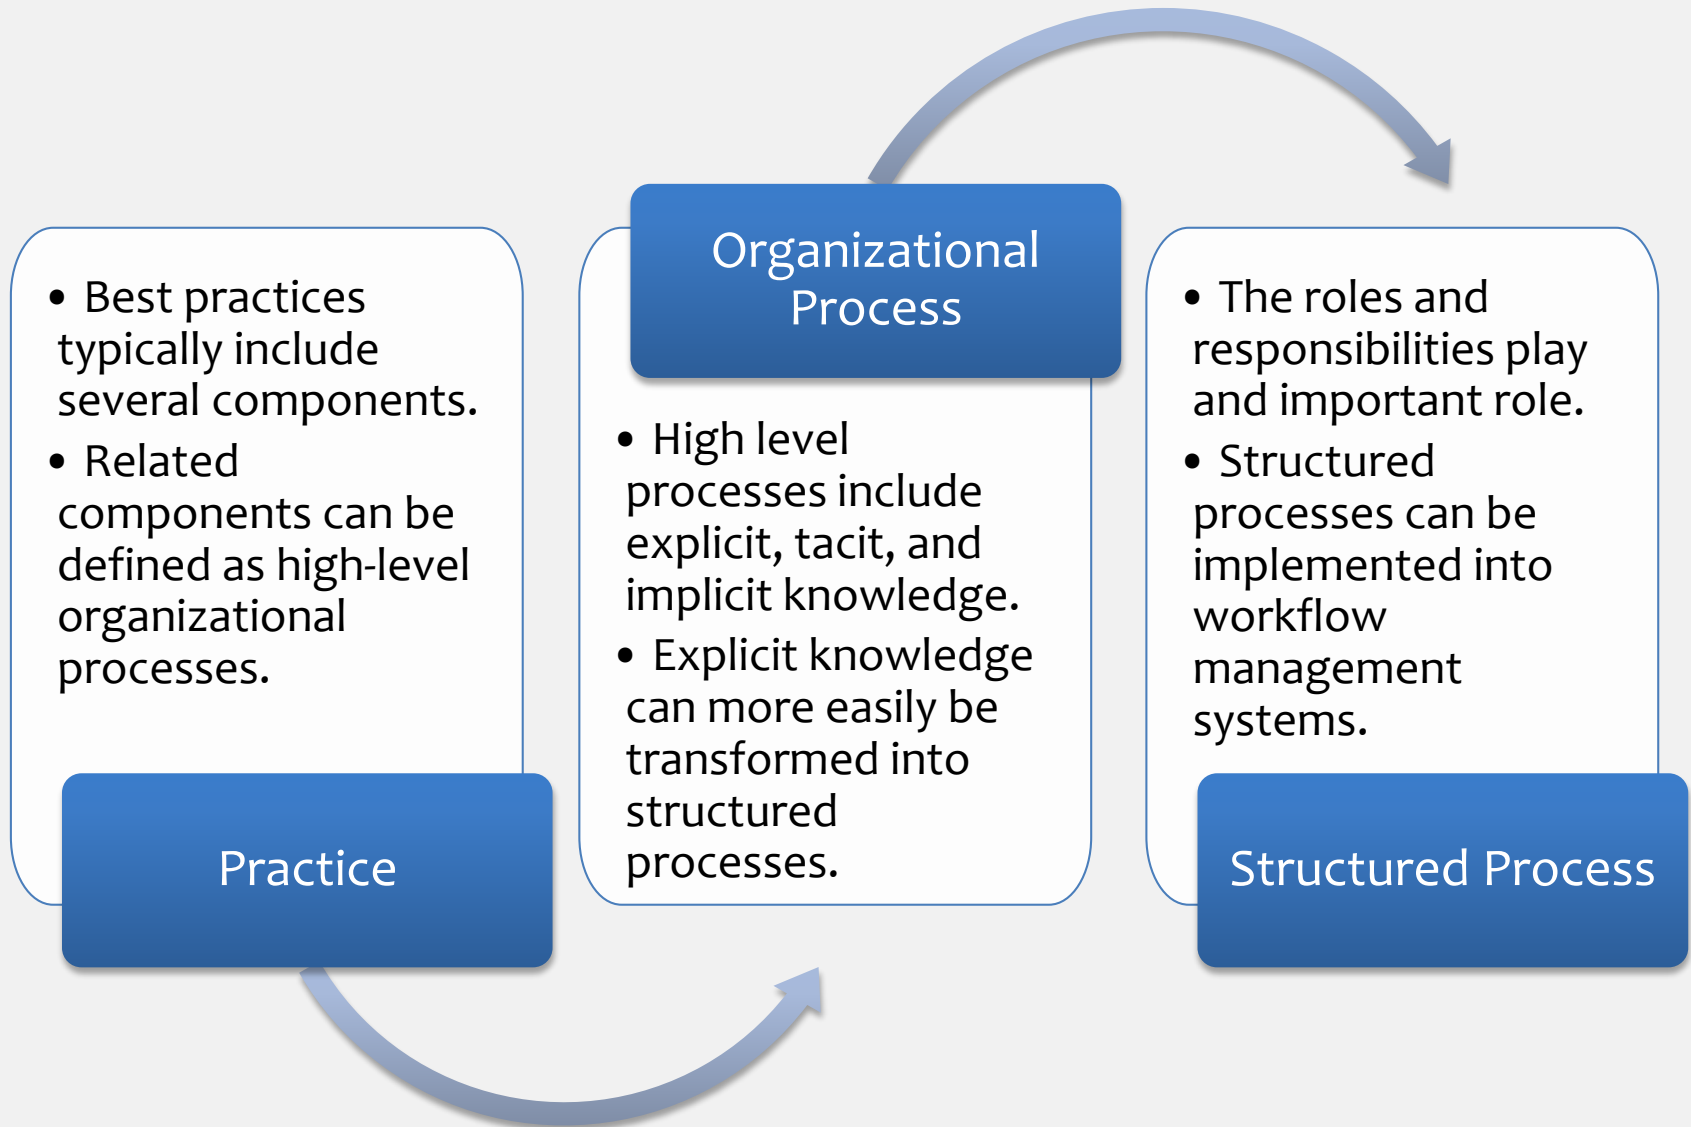 • Best practices
typically include
several components.
• Related
components can be
defined as high-level
organizational
processes.
Practice
Organizational
Process
• High level
processes include
explicit, tacit, and
implicit knowledge.
• Explicit knowledge
can more easily be
transformed into
structured
processes.
• The roles and
responsibilities play
and important role.
• Structured
processes can be
implemented into
workflow
management
systems.
Structured Process